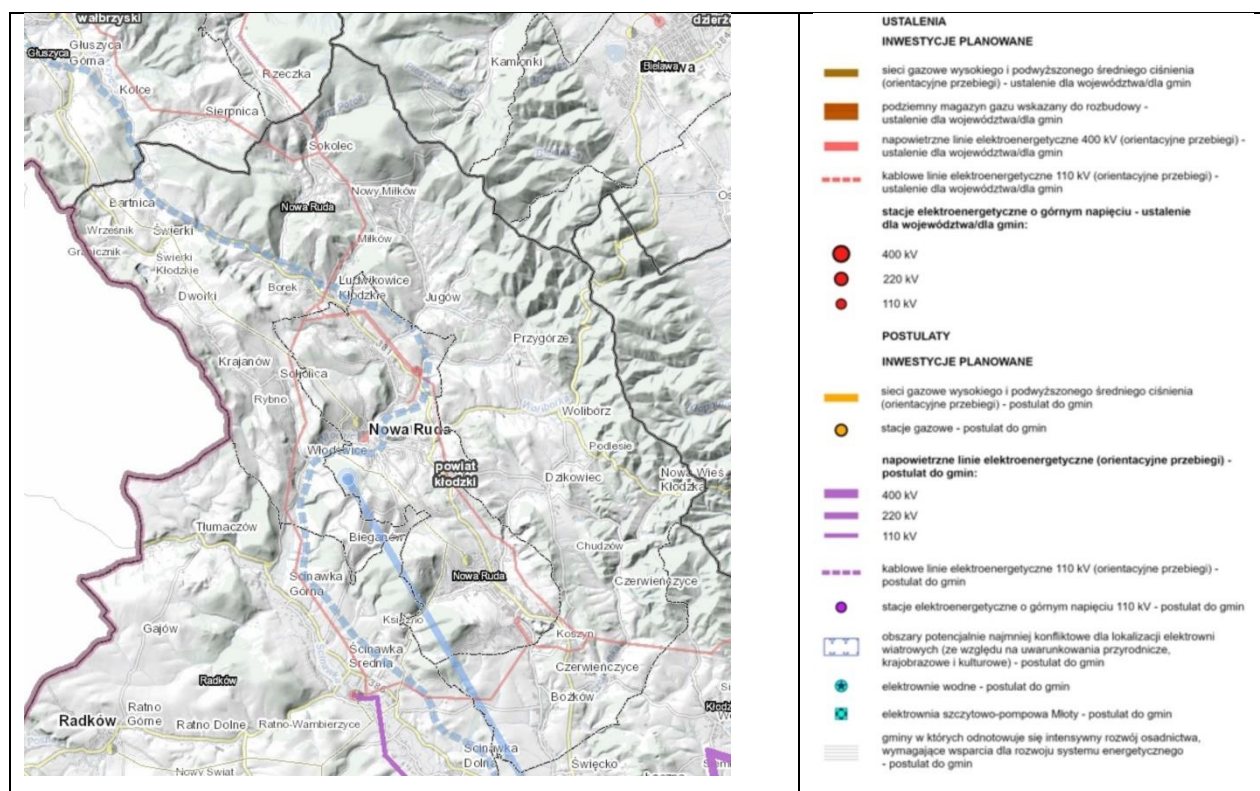 wałbrzyski
dzierż
Głuszyca
Górna
Głuszyca
Kolce
Rzeczka
Kamionki
Bielawa
Sierpnica
Sokolec
Nowy Miłków
Nowa Ruda
Bartnica
Miłków
Wrześnik
Świerki
Granicznik
Świerki
Kłodzkie
Dworki
Borek
Ludwikowice
Kłodzkie
Jugów
Krajanów
Sokolica
Przygórze
Rybno
Wolibórz
Nowa Ruda
Włodowice
Podlesie
powiat
kłodzki
Dzikowiec
Nowa Wieś
Kłodzka
Tłumaczów
Bieganów
Chudzów
Ścinawka
Górna
Nowa Ruda
Czerwieńczyce
Gajów
Książno
Koszyn
Ścinawka
Średnia
Czerwieńczyce
Radków
Ratno
Górne
Bożków
Radków
Ratno Dolne
Ratno-Wambierzyce
Ścinawka
Dolna
Nowy Świat
Święcko
USTALENIA
INWESTYCJE PLANOWANE
sieci gazowe wysokiego i podwyższonego średniego ciśnienia
(orientacyjne przebiegi) - ustalenie dla województwa/dla gmin
podziemny magazyn gazu wskazany do rozbudowy -
ustalenie dla województwa/dla gmin
napowietrzne linie elektroenergetyczne 400 kV (orientacyjne przebiegi) -
ustalenie dla województwa/dla gmin
kablowe linie elektroenergetyczne 110 kV (orientacyjne przebiegi) -
ustalenie dla województwa/dla gmin
stacje elektroenergetyczne o górnym napięciu - ustalenie
dla województwa/dla gmin:
400 kV
220 kV
110 kV
POSTULATY
INWESTYCJE PLANOWANE
sieci gazowe wysokiego i podwyższonego średniego ciśnienia
(orientacyjne przebiegi) - postulat do gmin
stacje gazowe - postulat do gmin
napowietrzne linie elektroenergetyczne (orientacyjne przebiegi) -
postulat do gmin:
400 kV
220 kV
110 kV
kablowe linie elektroenergetyczne 110 kV (orientacyjne przebiegi) -
postulat do gmin
stacje elektroenergetyczne o górnym napięciu 110 kV - postulat do gmin
obszary potencjalnie najmniej konfliktowe dla lokalizacji elektrowni
wiatrowych (ze względu na uwarunkowania przyrodnicze,
krajobrazowe i kulturowe) - postulat do gmin
elektrownie wodne - postulat do gmin
elektrownia szczytowo-pompowa Młoty - postulat do gmin
gminy w których odnotowuje się intensywny rozwój osadnictwa,
wymagające wsparcia dla rozwoju systemu energetycznego
- postulat do gmin